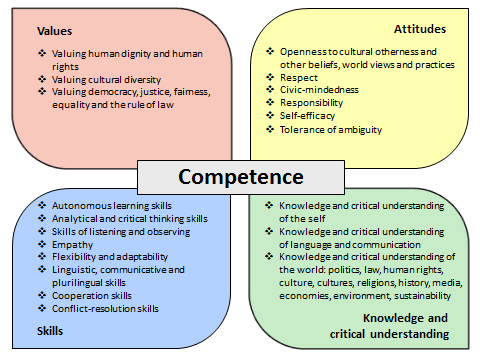 Values
❖ Valuing human dignity and human
rights
❖ Valuing cultural diversity
❖ Valuing democracy, justice, fairness,
equality and the rule of law
Attitudes
❖ Openness to cultural otherness and
other beliefs, world views and practices
❖ Respect
❖ Civic-mindedness
❖ Responsibility
❖ Self-efficacy
❖ Tolerance of ambiguity
Competence
❖ Autonomous learning skills
❖ Analytical and critical thinking skills
❖ Skills of listening and observing
❖ Empathy
❖ Flexibility and adaptability
❖ Linguistic, communicative and
plurilingual skills
❖ Cooperation skills
❖ Conflict-resolution skills
Skills
❖ Knowledge and critical understanding
of the self
❖ Knowledge and critical understanding
of language and communication
❖ Knowledge and critical understanding of
the world: politics, law, human rights,
culture, cultures, religions, history, media,
economies, environment, sustainability
Knowledge and
critical understanding